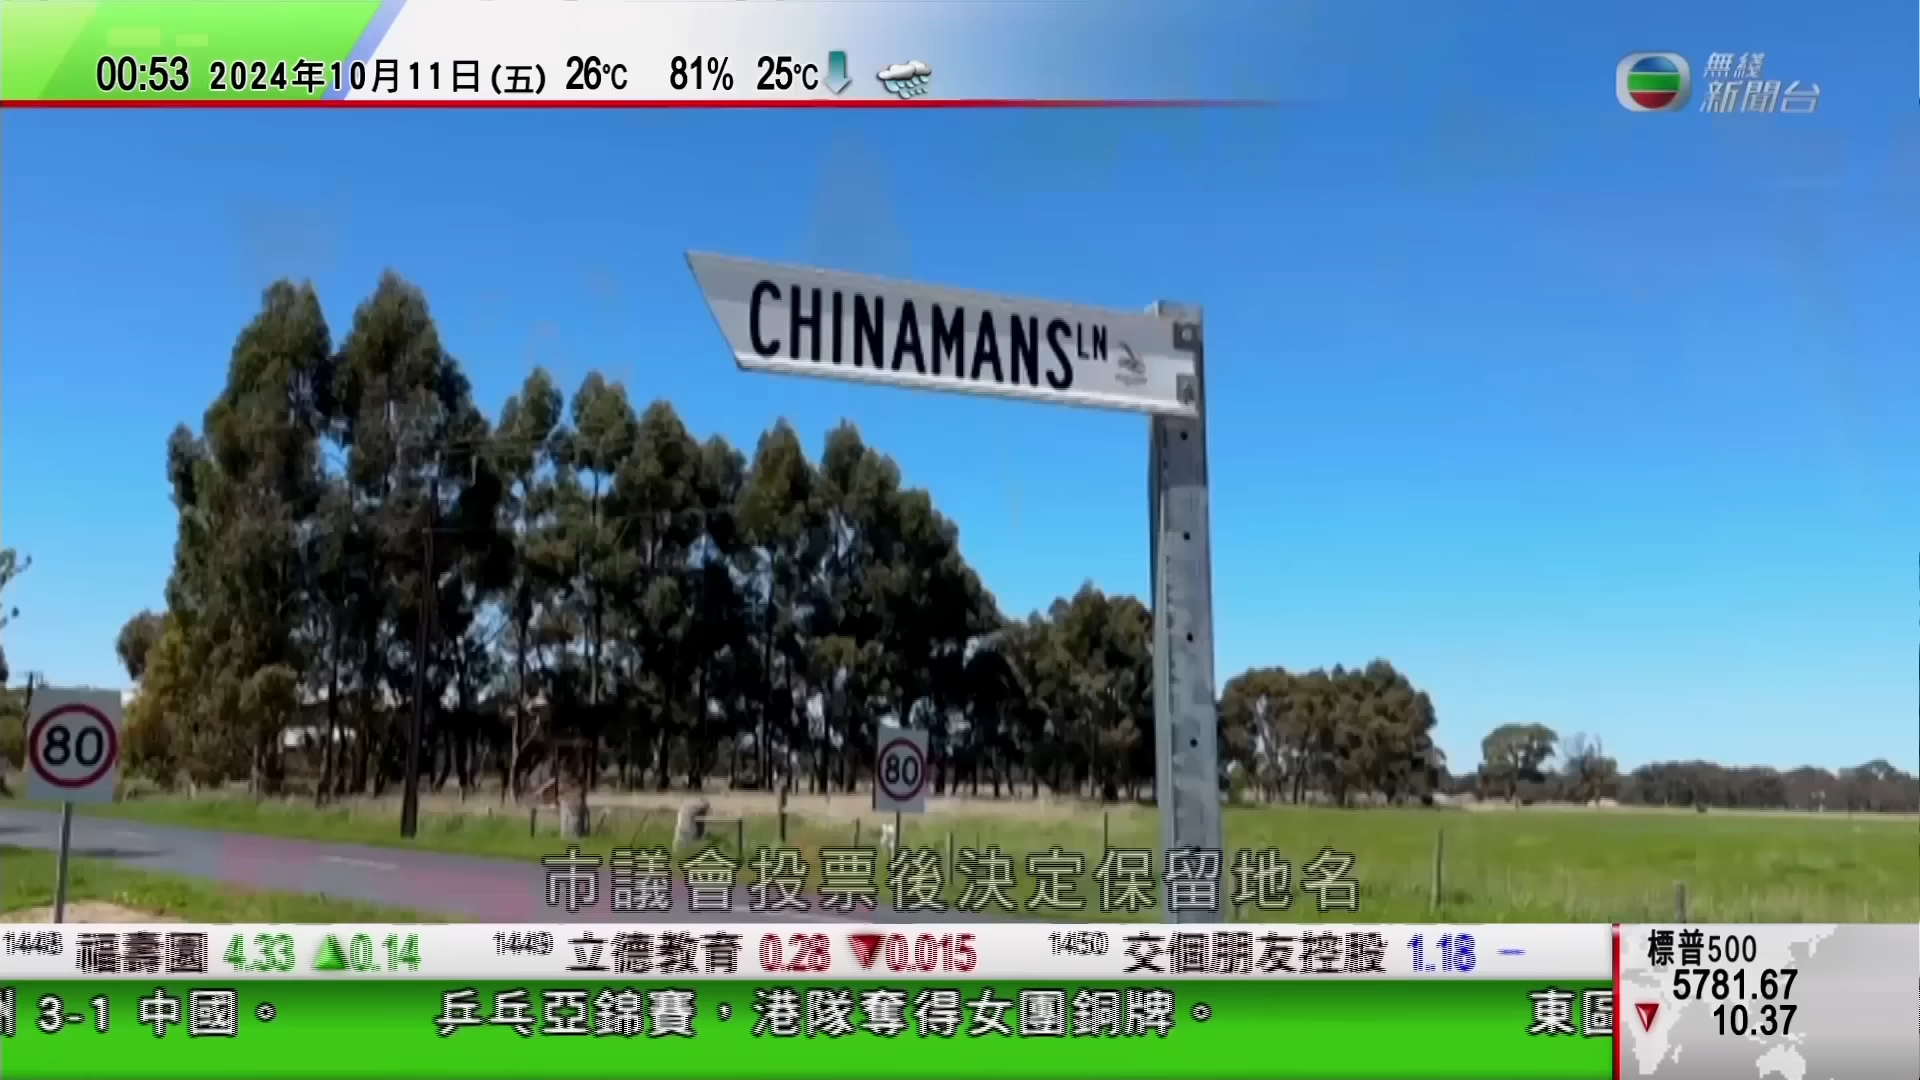 00:53 2024年10月11日(五) 26℃ 81% 25℃
無綫
新聞台
CHINAMANS LN
80
80
市議會投票後決定保留地名
1448 福壽園 4.33 ▲0.14 1449 立德教育 0.28 ▼0.015 1450 交個朋友控股 1.18 —
3-1 中國。 乒乓亞錦賽，港隊奪得女團銅牌。 東區
標普500
5781.67
▼ 10.37